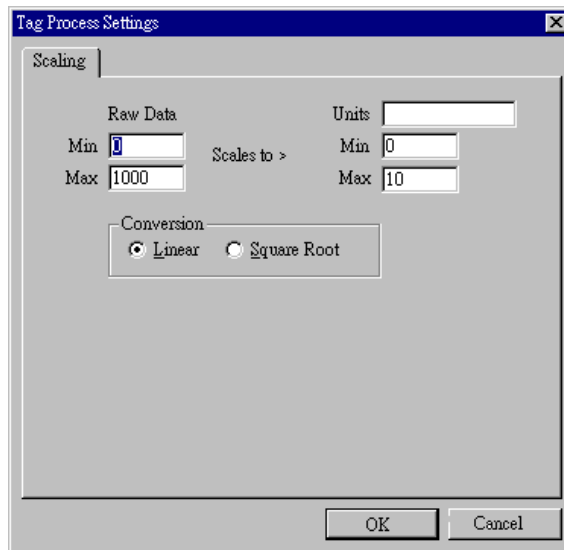 Tag Process Settings
Scaling
Raw Data
Units
Min 0
Scales to >
Min 0
Max 1000
Max 10
Conversion
Linear
Square Root
OK
Cancel